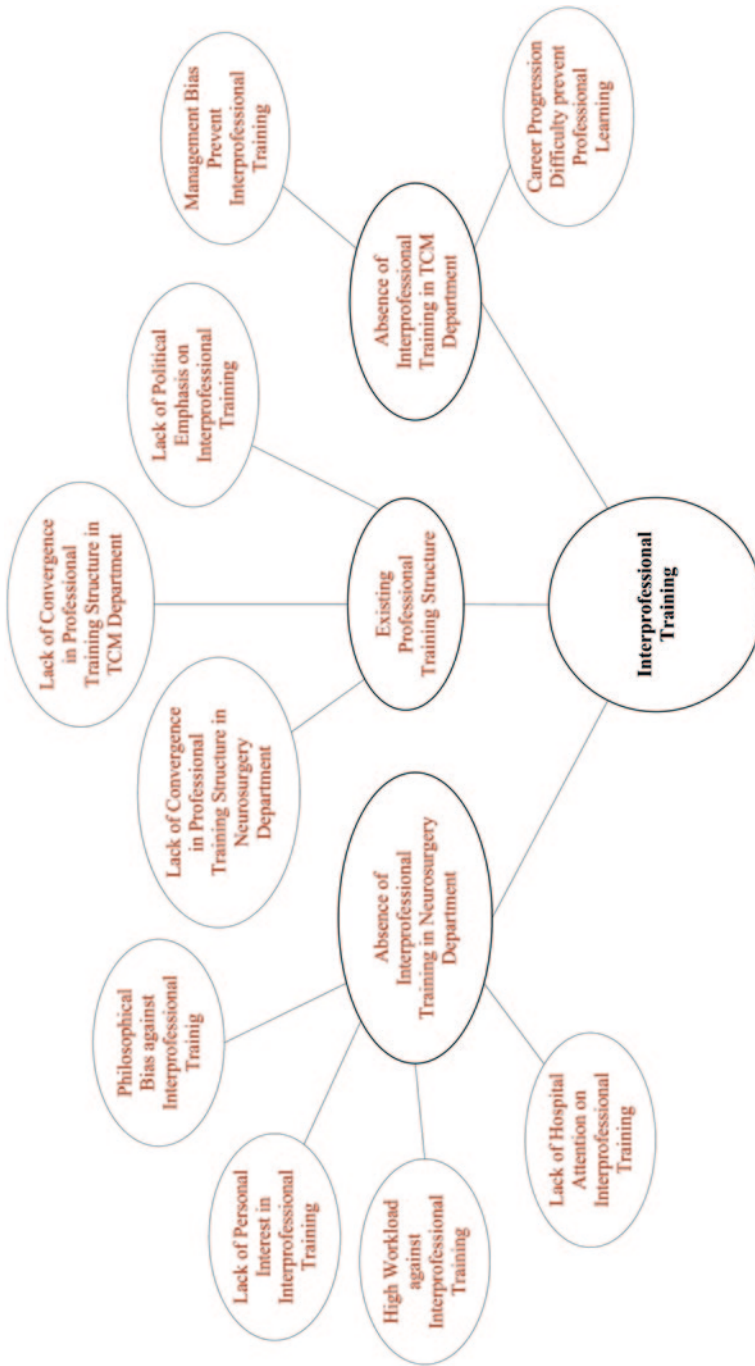 Philosophical
Bias against
Interprofessional
Trainig
Lack of Personal
Interest in
Interprofessional
Training
High Workload
against
Interprofessional
Training
Lack of Hospital
Attention on
Interprofessional
Training
Absence of
Interprofessional
Training in Neurosurgery
Department
Lack of Convergence
in Professional
Training Structure in
Neurosurgery
Department
Lack of Convergence
in Professional
Training Structure in
TCM Department
Lack of Political
Emphasis on
Interprofessional
Training
Existing
Professional
Training Structure
Management Bias
Prevent
Interprofessional
Training
Absence of
Interprofessional
Training in TCM
Department
Career Progression
Difficulty prevent
Professional
Learning
Interprofessional
Training